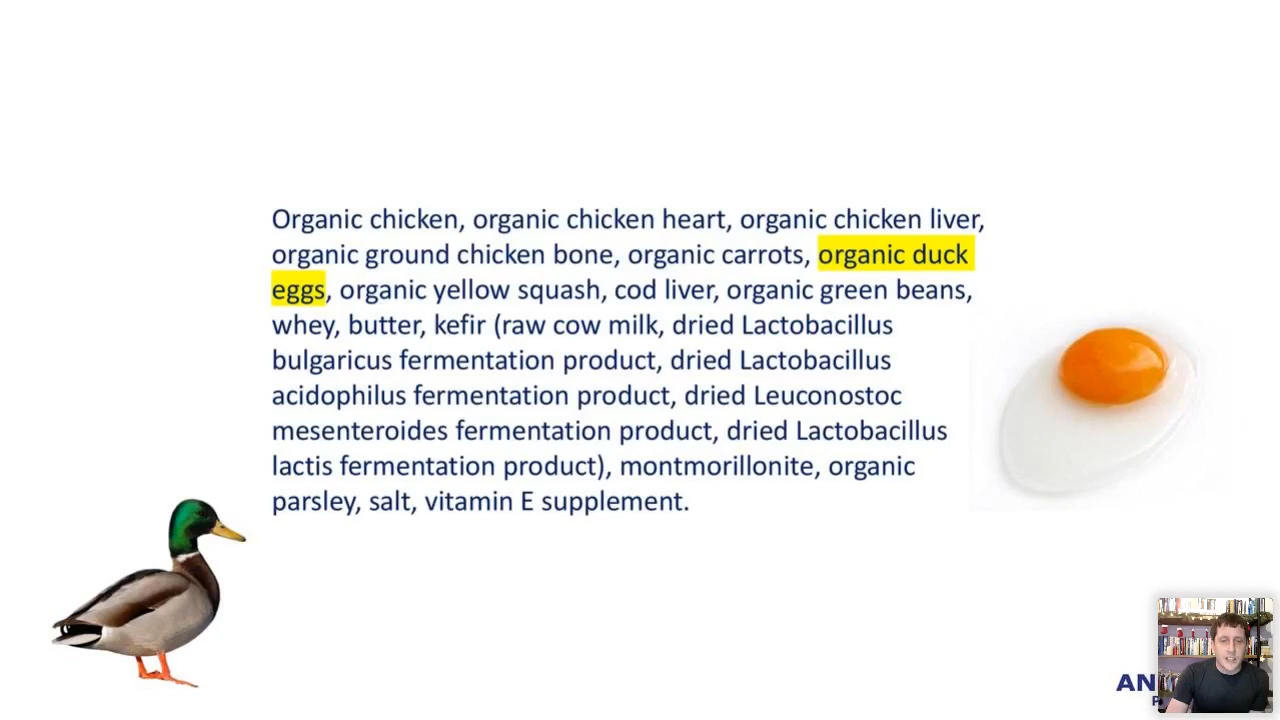 Organic chicken, organic chicken heart, organic chicken liver,
organic ground chicken bone, organic carrots, organic duck
eggs, organic yellow squash, cod liver, organic green beans,
whey, butter, kefir (raw cow milk, dried Lactobacillus
bulgaricus fermentation product, dried Lactobacillus
acidophilus fermentation product, dried Leuconostoc
mesenteroides fermentation product, dried Lactobacillus
lactis fermentation product), montmorillonite, organic
parsley, salt, vitamin E supplement.
AN